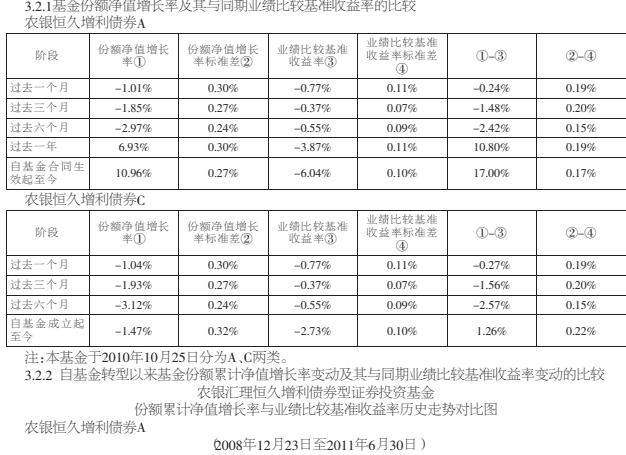 3.2.1基金份额净值增长率及其与同期业绩比较基准收益率的比较
农银恒久增利债券A
阶段 份额净值增长率① 份额净值增长率标准差② 业绩比较基准收益率③ 业绩比较基准收益率标准差④ ①-③ ②-④
过去一个月 -1.01% 0.30% -0.77% 0.11% -0.24% 0.19%
过去三个月 -1.85% 0.27% -0.37% 0.07% -1.48% 0.20%
过去六个月 -2.97% 0.24% -0.55% 0.09% -2.42% 0.15%
过去一年 6.93% 0.30% -3.87% 0.11% 10.80% 0.19%
自基金合同生效起至今 10.96% 0.27% -6.04% 0.10% 17.00% 0.17%
农银恒久增利债券C
阶段 份额净值增长率① 份额净值增长率标准差② 业绩比较基准收益率③ 业绩比较基准收益率标准差④ ①-③ ②-④
过去一个月 -1.04% 0.30% -0.77% 0.11% -0.27% 0.19%
过去三个月 -1.93% 0.27% -0.37% 0.07% -1.56% 0.20%
过去六个月 -3.12% 0.24% -0.55% 0.09% -2.57% 0.15%
自基金成立起至今 -1.47% 0.32% -2.73% 0.10% 1.26% 0.22%
注:本基金于2010年10月25日分为A、C两类。
3.2.2 自基金转型以来基金份额累计净值增长率变动及其与同期业绩比较基准收益率变动的比较
农银汇理恒久增利债券型证券投资基金
份额累计净值增长率与业绩比较基准收益率历史走势对比图
农银恒久增利债券A
(2008年12月23日至2011年6月30日)